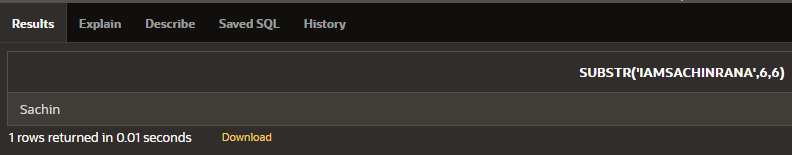 Results Explain Describe Saved SQL History
SUBSTR('IAMSACHINRANA',6,6)
Sachin
1 rows returned in 0.01 seconds Download